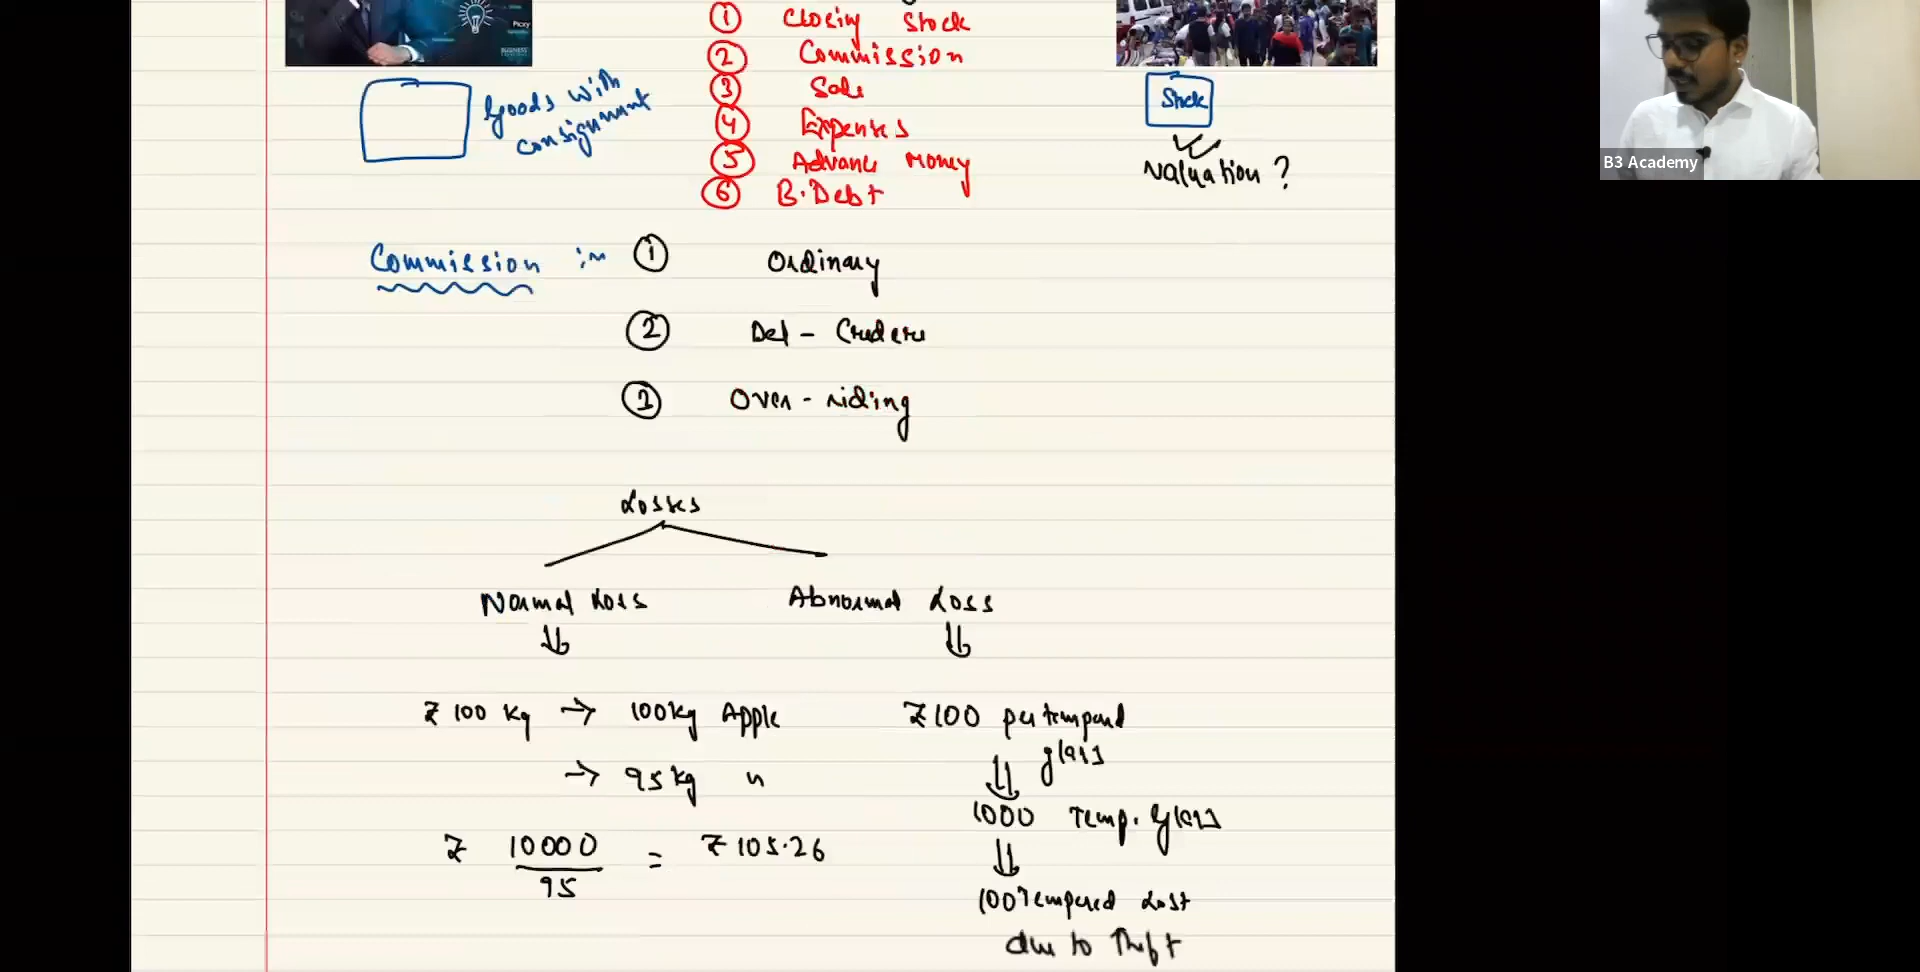 Proxy
BUSINESS
① Closing Stock
② Commission
③ Sale
④ Expenses
⑤ Advance Money
⑥ B. Debt
Goods with
consignment
Stock
Valuation ?
B3 Academy
Commission :~ ① Ordinary
② Del - Credere
③ Over - riding
Losses
Normal Loss
Abnormal Loss
₹ 100 kg → 100kg Apple
→ 95 kg "
₹ 10000 / 95 = ₹ 105.26
₹100 per tempered
glass
1000 Temp. Glass
100 Tempered Lost
due to Theft